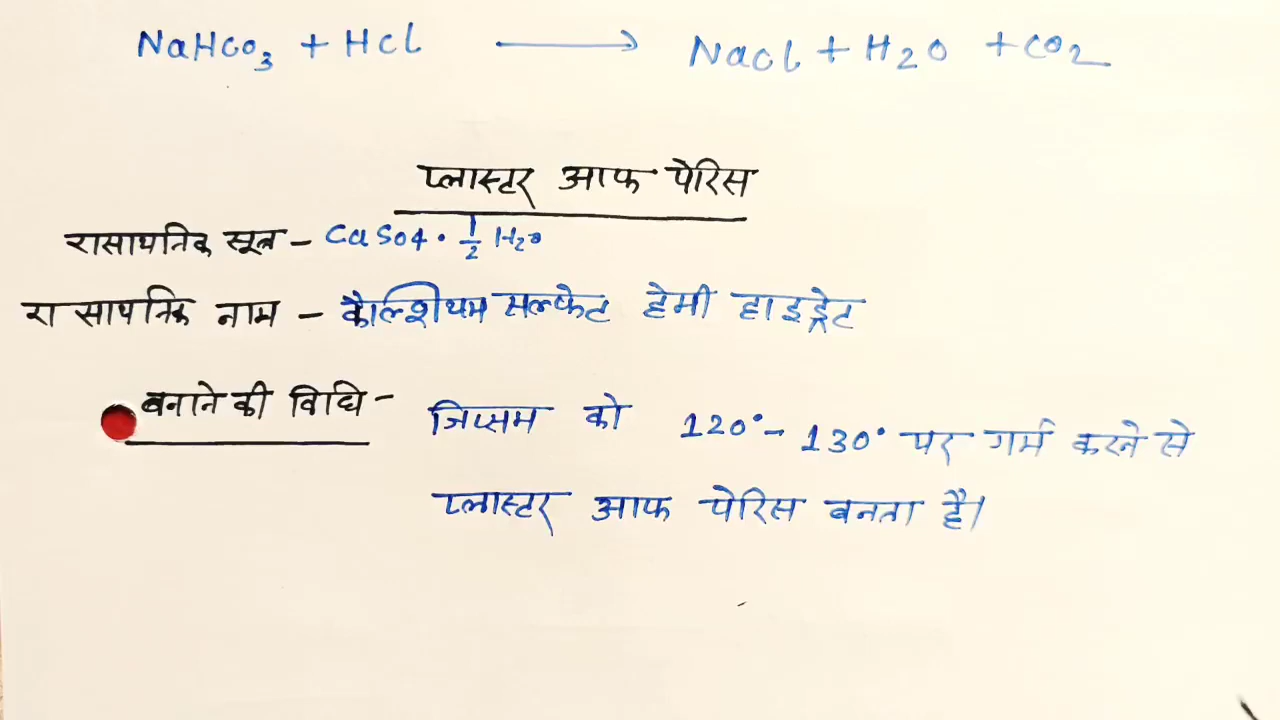 NaHCO₃ + HCl ⟶ NaCl + H₂O + CO₂
प्लास्टर आफ पेरिस
रासायनिक सूत्र – CaSO4 · 1/2 H₂O
रासायनिक नाम – कैल्शियम सल्फेट हेमी हाइड्रेट
बनाने की विधि – जिप्सम को 120° – 130° पर गर्म करने से
प्लास्टर आफ पेरिस बनता है।